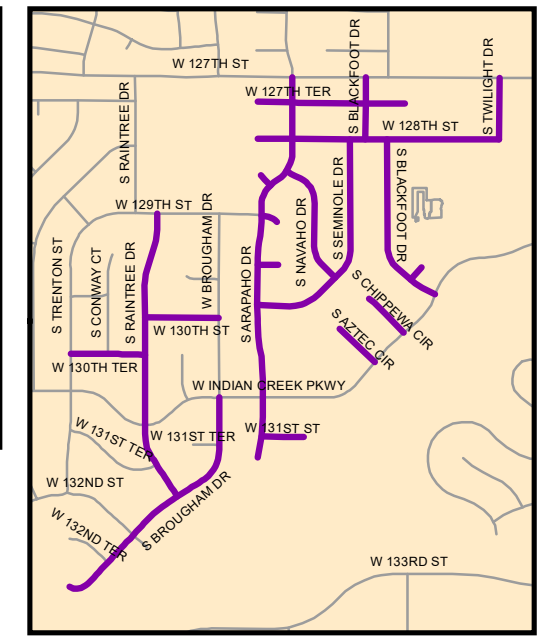 W 127TH ST
S BLACKFOOT DR
S TWILIGHT DR
S RAINTREE DR
W 127TH TER
W 128TH ST
S BLACKFOOT DR
S SEMINOLE DR
W 129TH ST
W BROUGHAM DR
S NAVAHO DR
S TRENTON ST
S CONWAY CT
S RAINTREE DR
S ARAPAHO DR
S CHIPPEWA CIR
S AZTEC CIR
W 130TH ST
W 130TH TER
W INDIAN CREEK PKWY
W 131ST TER
W 131ST TER
W 131ST ST
W 132ND ST
S BROUGHAM DR
W 132ND TER
W 133RD ST